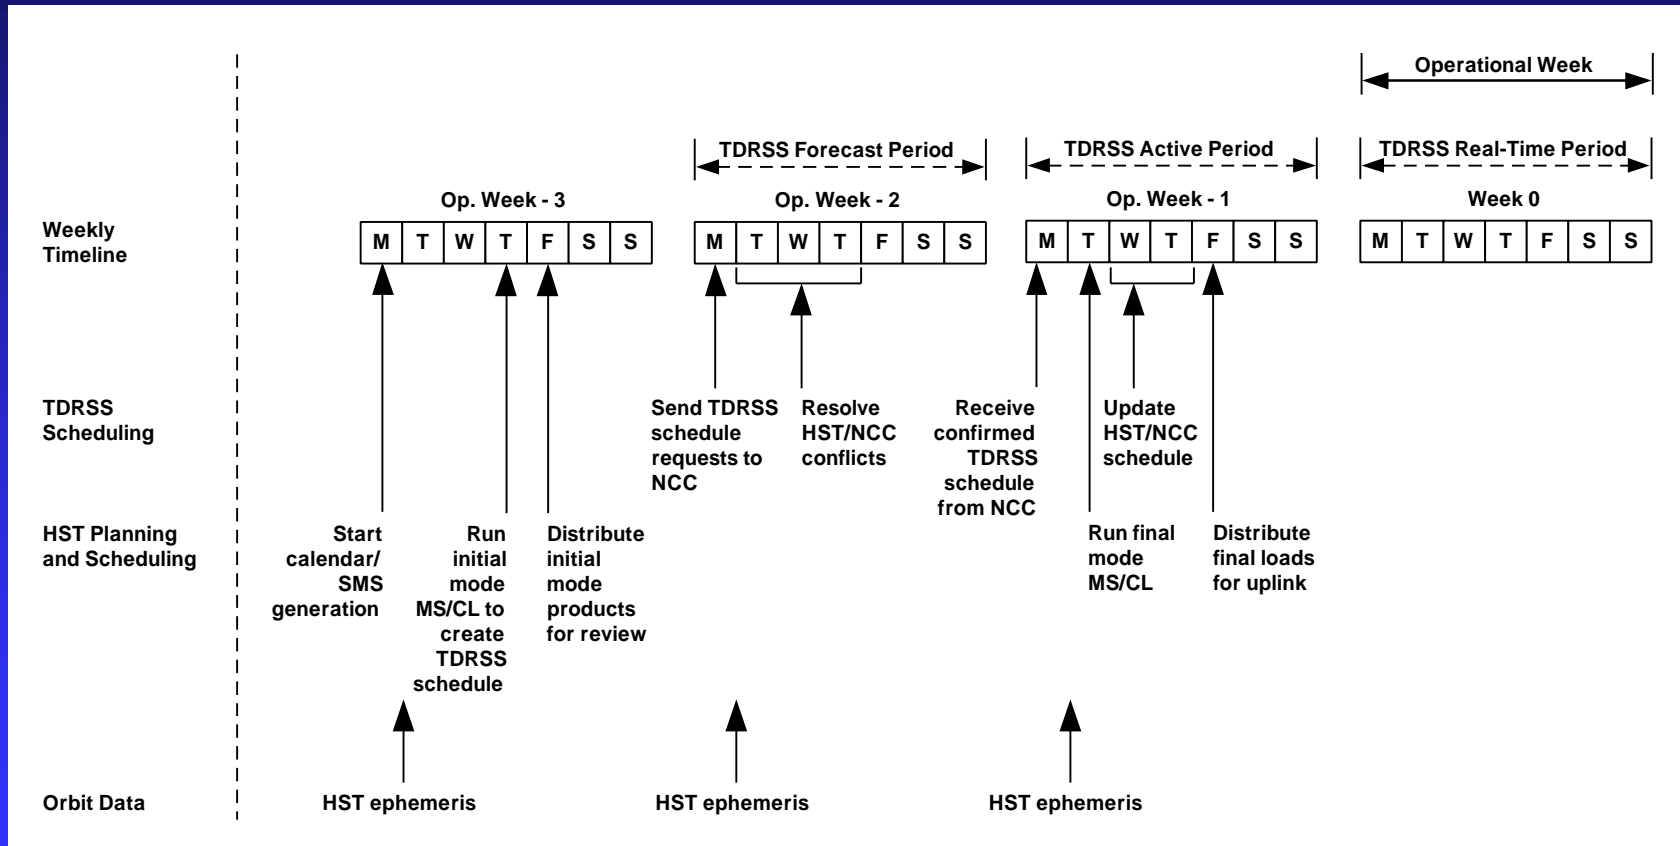 Operational Week
TDRSS Forecast Period
TDRSS Active Period
TDRSS Real-Time Period
Op. Week - 3
Op. Week - 2
Op. Week - 1
Week 0
Weekly
Timeline
M T W T F S S
M T W T F S S
M T W T F S S
M T W T F S S
TDRSS
Scheduling
Send TDRSS
schedule
requests to
NCC
Resolve
HST/NCC
conflicts
Receive
confirmed
TDRSS
schedule
from NCC
Update
HST/NCC
schedule
HST Planning
and Scheduling
Start
calendar/
SMS
generation
Run
initial
mode
MS/CL to
create
TDRSS
schedule
Distribute
initial
mode
products
for review
Run final
mode
MS/CL
Distribute
final loads
for uplink
Orbit Data
HST ephemeris
HST ephemeris
HST ephemeris